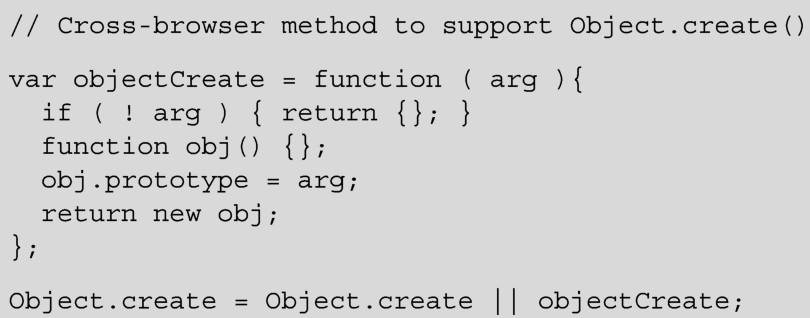 // Cross-browser method to support Object.create()
var objectCreate = function ( arg ){
if ( ! arg ) { return {}; }
function obj() {};
obj.prototype = arg;
return new obj;
};
Object.create = Object.create || objectCreate;